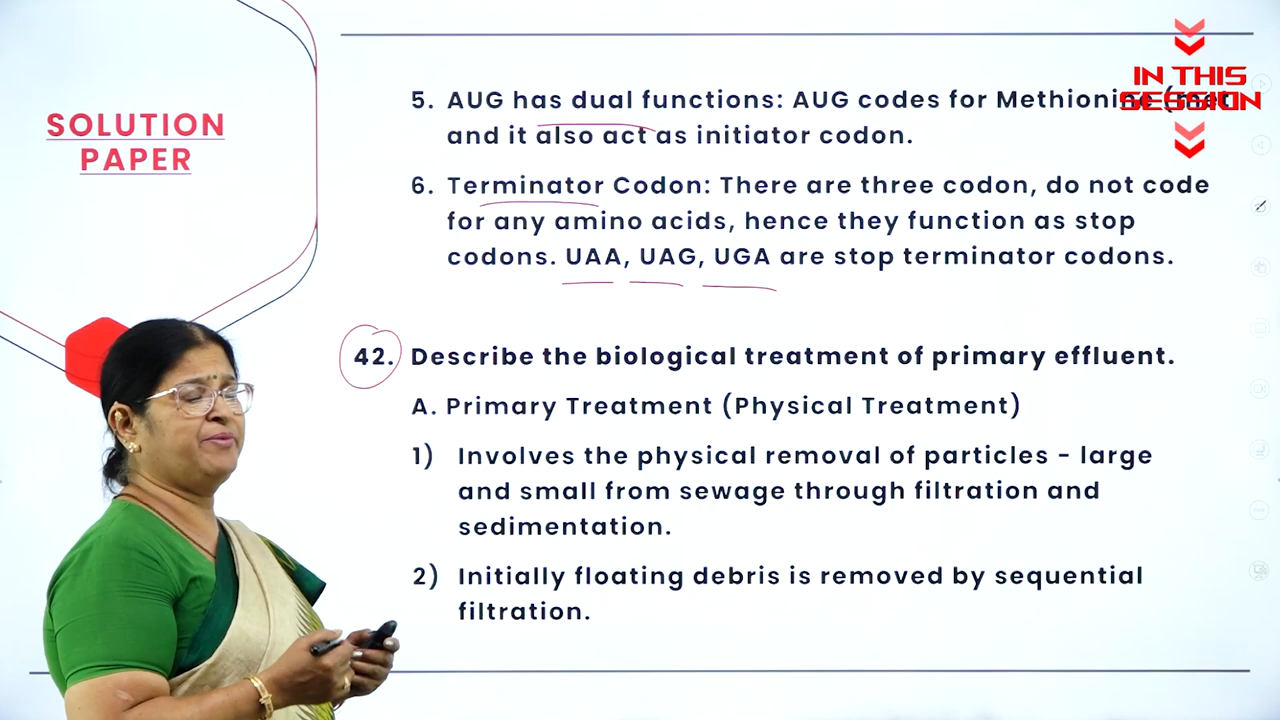 SOLUTION
PAPER
IN THIS
SESSION
5. AUG has dual functions: AUG codes for Methionine (met
and it also act as initiator codon.
6. Terminator Codon: There are three codon, do not code
for any amino acids, hence they function as stop
codons. UAA, UAG, UGA are stop terminator codons.
42. Describe the biological treatment of primary effluent.
A. Primary Treatment (Physical Treatment)
1) Involves the physical removal of particles - large
and small from sewage through filtration and
sedimentation.
2) Initially floating debris is removed by sequential
filtration.